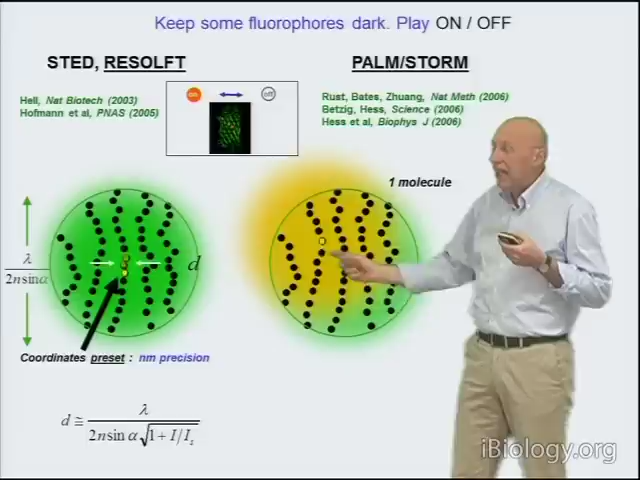 Keep some fluorophores dark. Play ON / OFF
STED, RESOLFT
PALM/STORM
Hell, Nat Biotech (2003)
Hofmann et al, PNAS (2005)
on
off
Rust, Bates, Zhuang, Nat Meth (2006)
Betzig, Hess, Science (2006)
Hess et al, Biophys J (2006)
1 molecule
λ
2n sin α
d
Coordinates preset : nm precision
d ≅ λ / 2n sin α √1 + I/Iₛ
iBiology.org